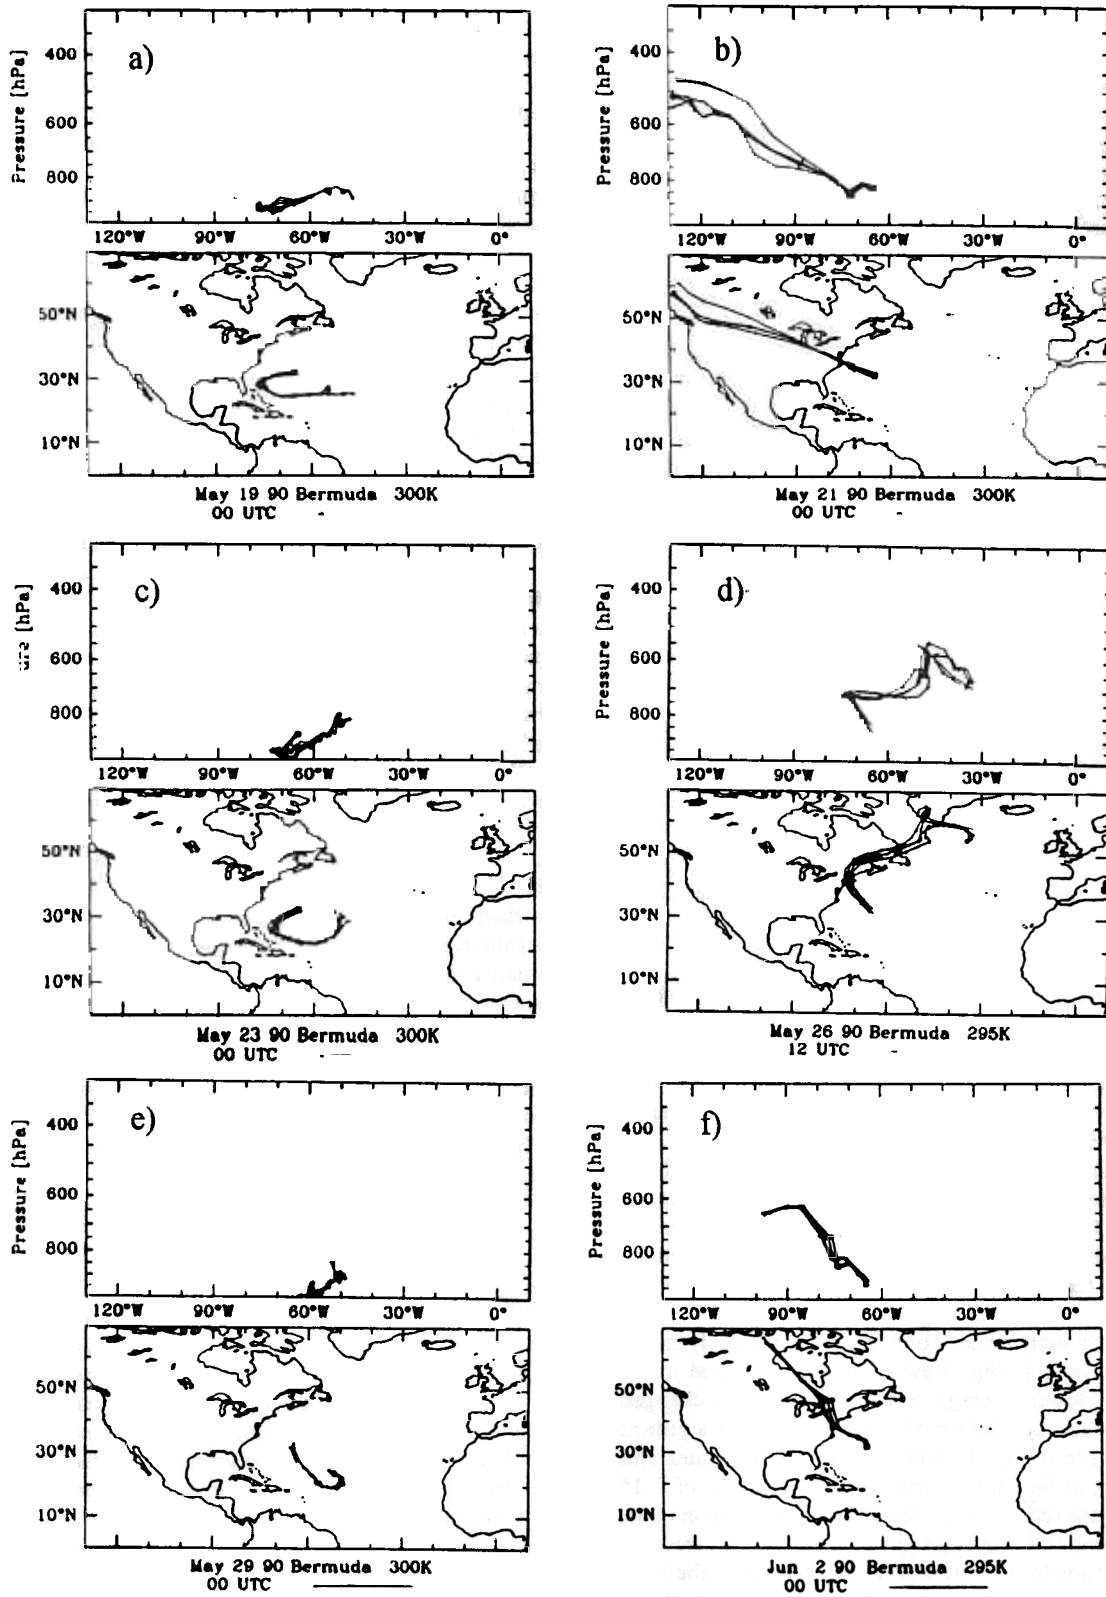 a)
Pressure [hPa]
400
600
800
120°W 90°W 60°W 30°W 0°
50°N
30°N
10°N
May 19 90 Bermuda 300K
00 UTC
b)
Pressure [hPa]
400
600
800
120°W 90°W 60°W 30°W 0°
50°N
30°N
10°N
May 21 90 Bermuda 300K
00 UTC
c)
[hPa]
400
600
800
120°W 90°W 60°W 30°W 0°
50°N
30°N
10°N
May 23 90 Bermuda 300K
00 UTC
d)
Pressure [hPa]
400
600
800
120°W 90°W 60°W 30°W 0°
50°N
30°N
10°N
May 26 90 Bermuda 295K
12 UTC
e)
Pressure [hPa]
400
600
800
120°W 90°W 60°W 30°W 0°
50°N
30°N
10°N
May 29 90 Bermuda 300K
00 UTC
f)
Pressure [hPa]
400
600
800
120°W 90°W 60°W 30°W 0°
50°N
30°N
10°N
Jun 2 90 Bermuda 295K
00 UTC